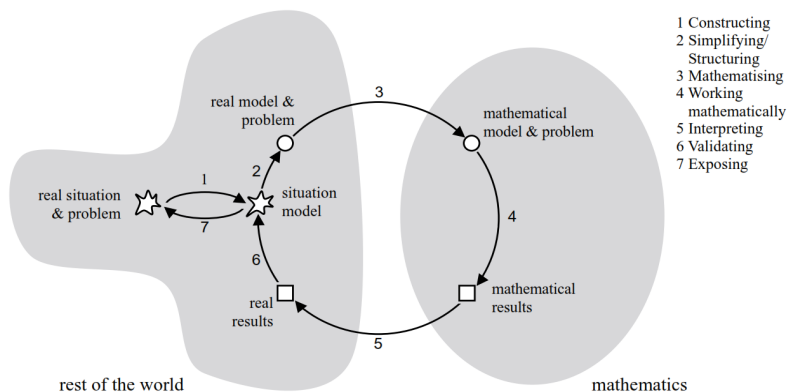 1 Constructing
2 Simplifying/
Structuring
3 Mathematising
4 Working
mathematically
5 Interpreting
6 Validating
7 Exposing
real model &
problem
3
mathematical
model & problem
2
1
real situation
& problem
situation
model
7
4
6
real
results
mathematical
results
5
rest of the world
mathematics